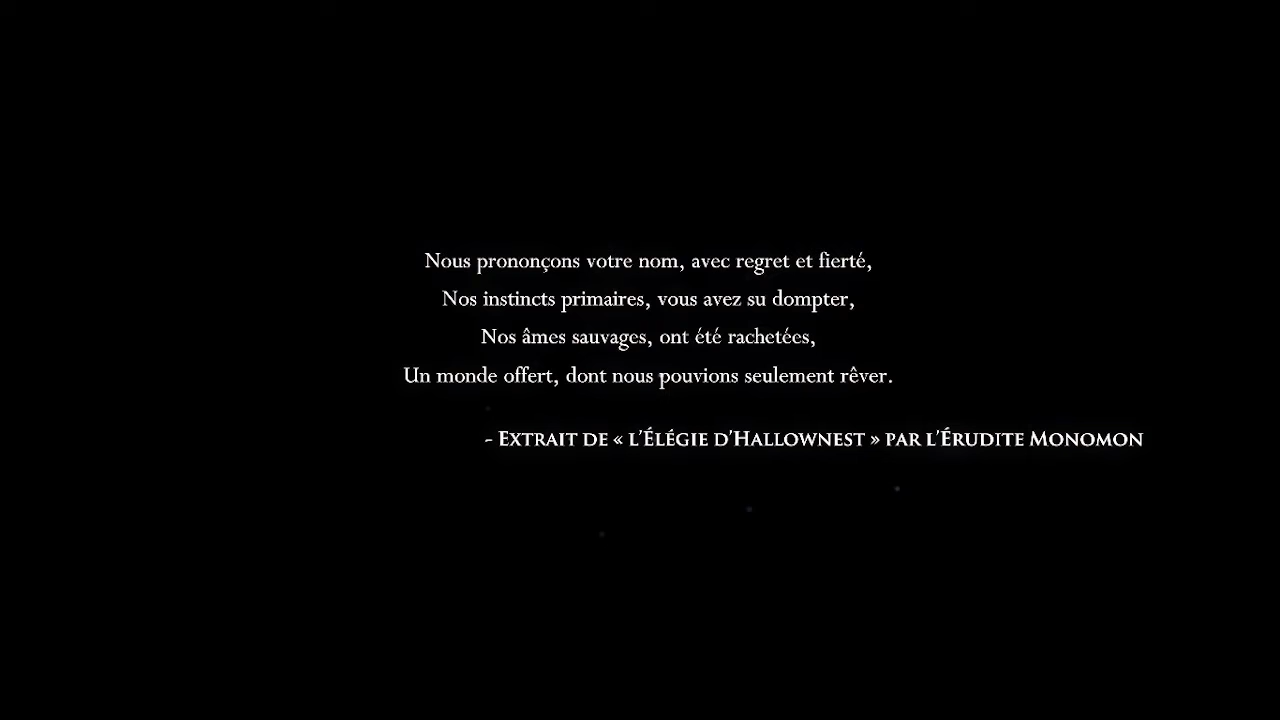 Nous prononçons votre nom, avec regret et fierté,
Nos instincts primaires, vous avez su dompter,
Nos âmes sauvages, ont été rachetées,
Un monde offert, dont nous pouvions seulement rêver.
- Extrait de « l'Élégie d'Hallownest » par l'Érudite Monomon